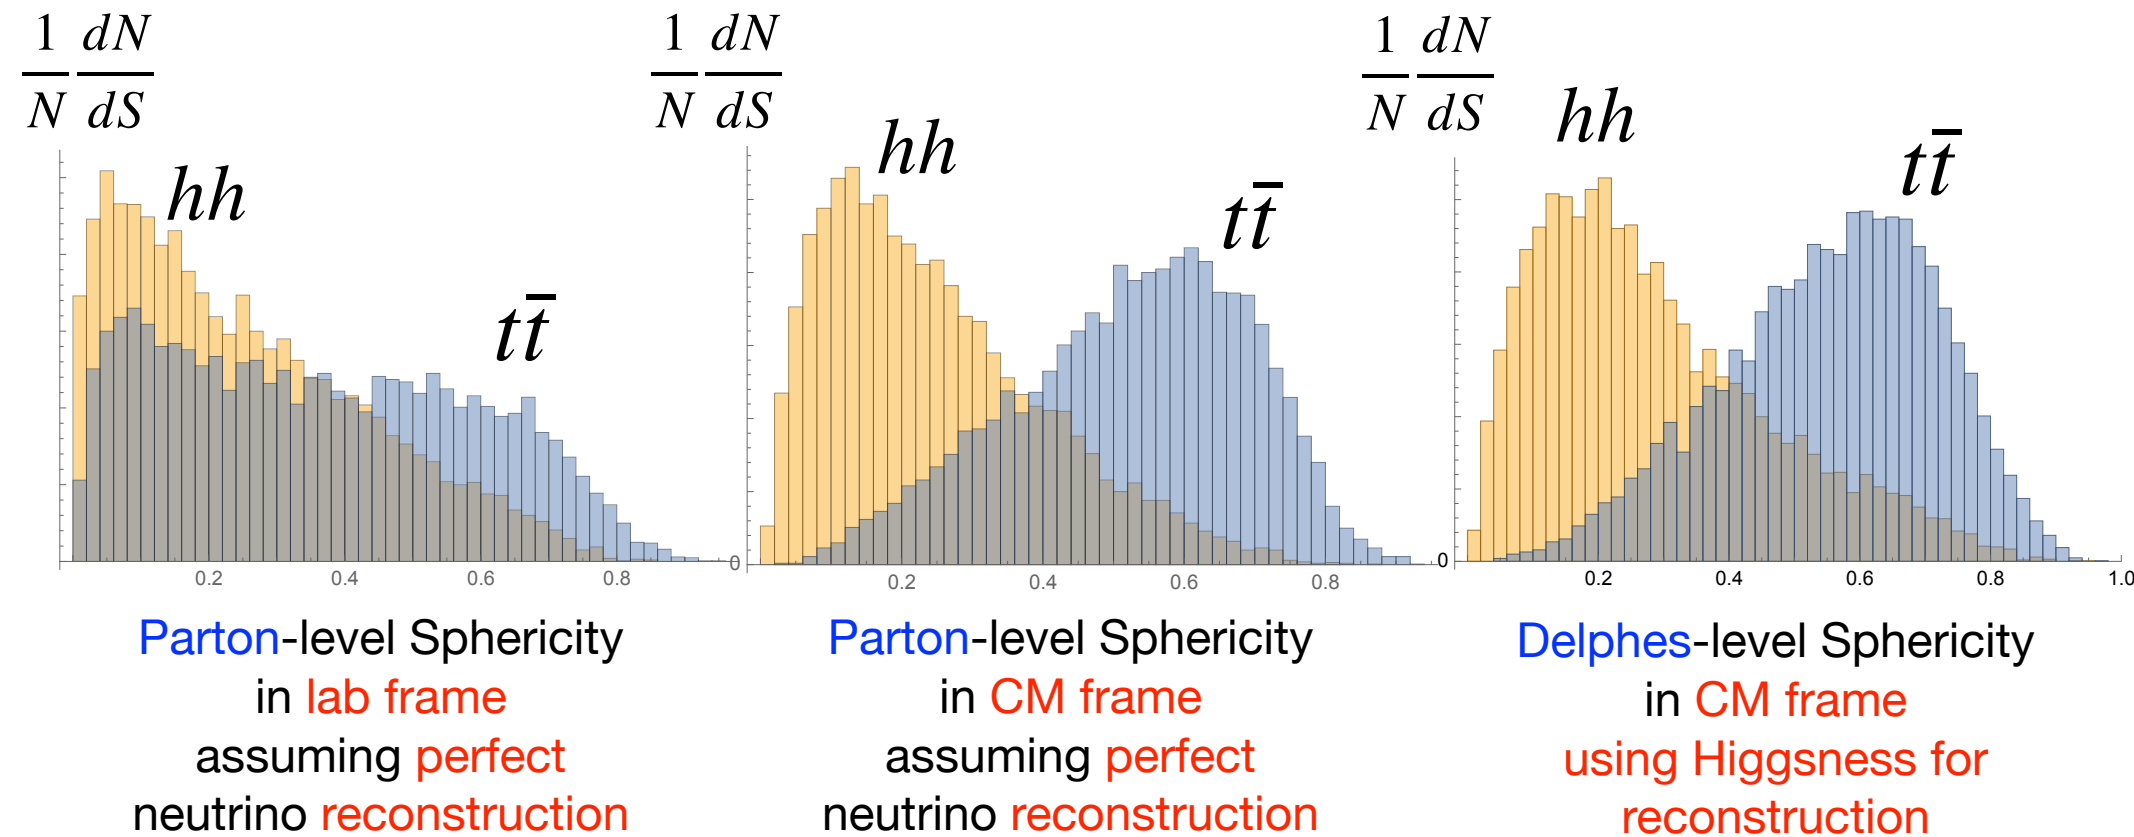 1/N dN/dS
hh
tt̄
0.2 0.4 0.6 0.8
Parton-level Sphericity
in lab frame
assuming perfect
neutrino reconstruction
1/N dN/dS
hh
tt̄
0 0.2 0.4 0.6 0.8
Parton-level Sphericity
in CM frame
assuming perfect
neutrino reconstruction
1/N dN/dS
hh
tt̄
0 0.2 0.4 0.6 0.8 1.0
Delphes-level Sphericity
in CM frame
using Higgsness for
reconstruction